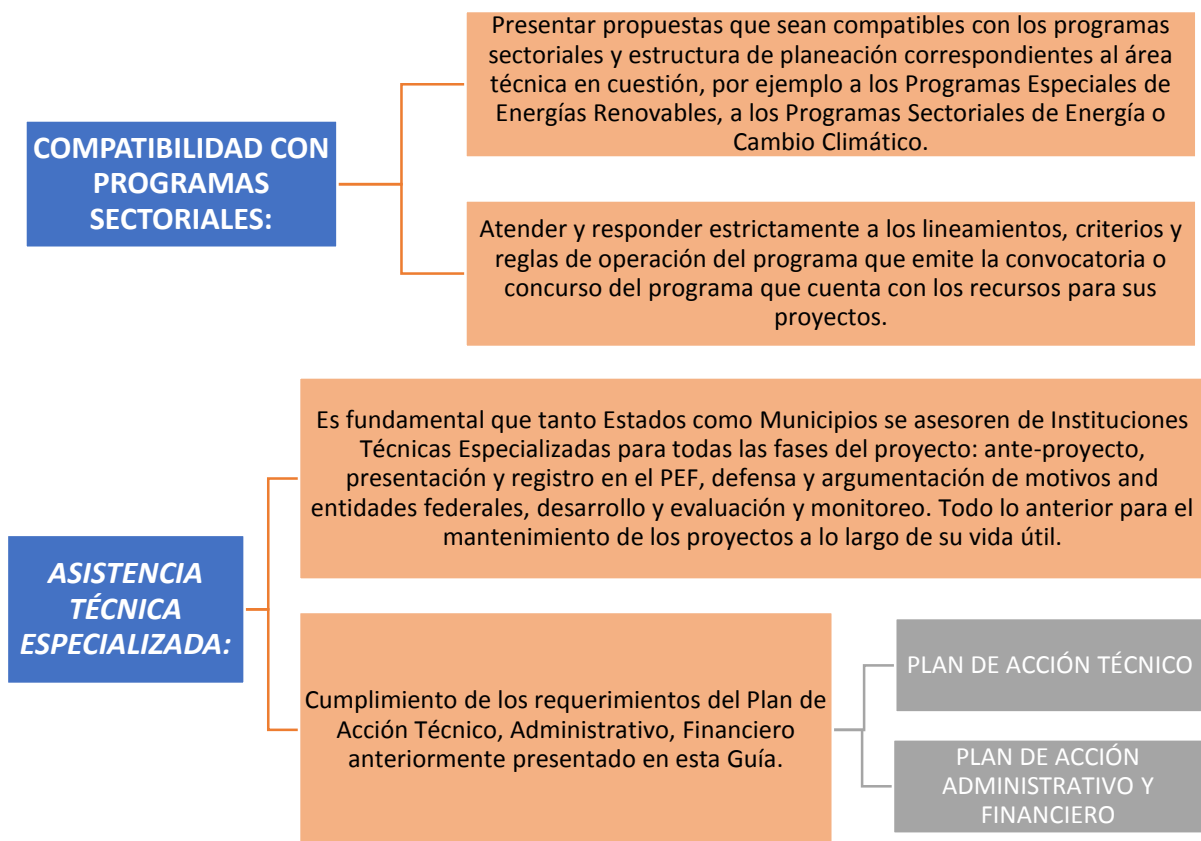 COMPATIBILIDAD CON
PROGRAMAS
SECTORIALES:
Presentar propuestas que sean compatibles con los programas
sectoriales y estructura de planeación correspondientes al área
técnica en cuestión, por ejemplo a los Programas Especiales de
Energías Renovables, a los Programas Sectoriales de Energía o
Cambio Climático.
Atender y responder estrictamente a los lineamientos, criterios y
reglas de operación del programa que emite la convocatoria o
concurso del programa que cuenta con los recursos para sus
proyectos.
ASISTENCIA
TÉCNICA
ESPECIALIZADA:
Es fundamental que tanto Estados como Municipios se asesoren de Instituciones
Técnicas Especializadas para todas las fases del proyecto: ante-proyecto,
presentación y registro en el PEF, defensa y argumentación de motivos and
entidades federales, desarrollo y evaluación y monitoreo. Todo lo anterior para el
mantenimiento de los proyectos a lo largo de su vida útil.
Cumplimiento de los requerimientos del Plan de
Acción Técnico, Administrativo, Financiero
anteriormente presentado en esta Guía.
PLAN DE ACCIÓN TÉCNICO
PLAN DE ACCIÓN
ADMINISTRATIVO Y
FINANCIERO